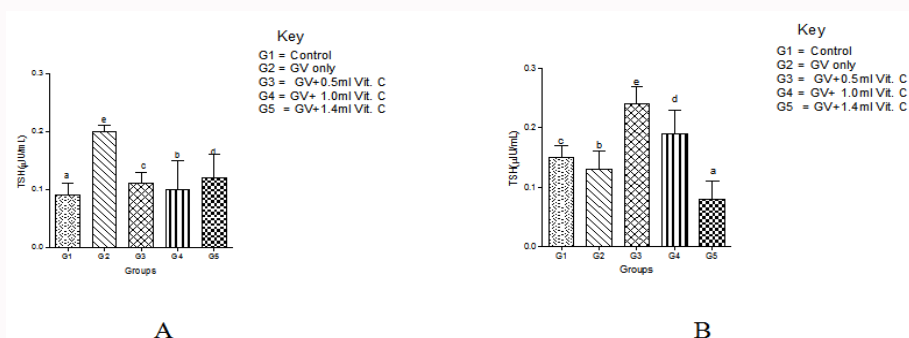 Key
G1 = Control
G2 = GV only
G3 = GV+0.5ml Vit. C
G4 = GV+ 1.0ml Vit. C
G5 = GV+1.4ml Vit. C
TSH(μIU/mL)
0.3
0.2
0.1
0.0
a
e
c
b
d
G1
G2
G3
G4
G5
Groups
A
Key
G1 = Control
G2 = GV only
G3 = GV+0.5ml Vit. C
G4 = GV+ 1.0ml Vit. C
G5 = GV+1.4ml Vit. C
TSH(μIU/mL)
0.3
0.2
0.1
0.0
c
b
e
d
a
G1
G2
G3
G4
G5
Groups
B